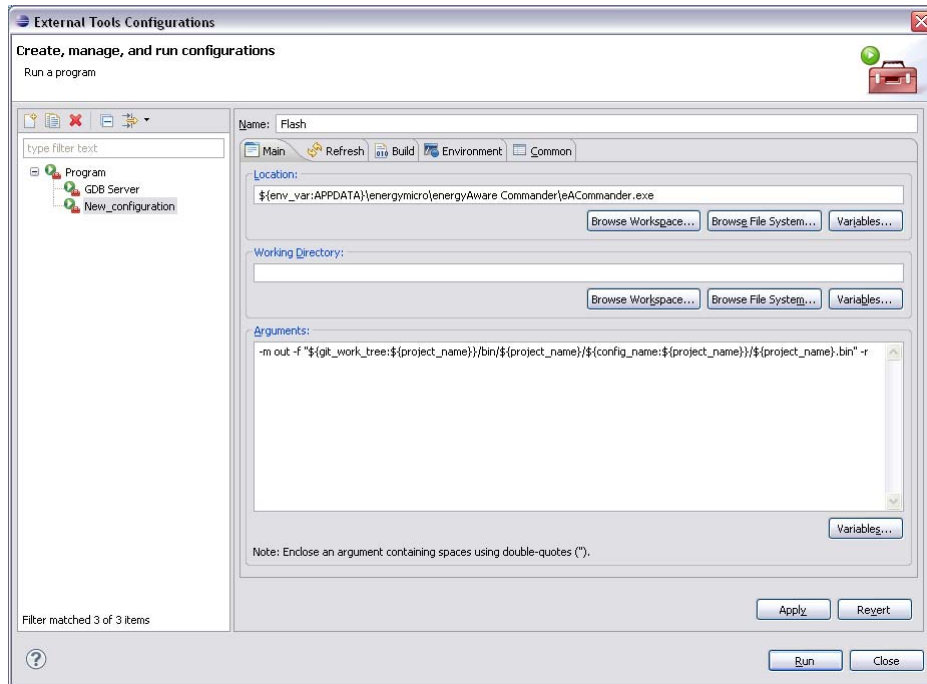 External Tools Configurations
Create, manage, and run configurations
Run a program
type filter text
Program
GDB Server
New_configuration
Filter matched 3 of 3 items
Name: Flash
Main Refresh Build Environment Common
Location:
${env_var:APPDATA}\energymicro\energyAware Commander\eACommander.exe
Browse Workspace... Browse File System... Variables...
Working Directory:
Browse Workspace... Browse File System... Variables...
Arguments:
-m out -f "${git_work_tree:${project_name}}/bin/${project_name}/${config_name:${project_name}}/${project_name}.bin" -r
Variables...
Note: Enclose an argument containing spaces using double-quotes (").
Apply Revert
? Run Close